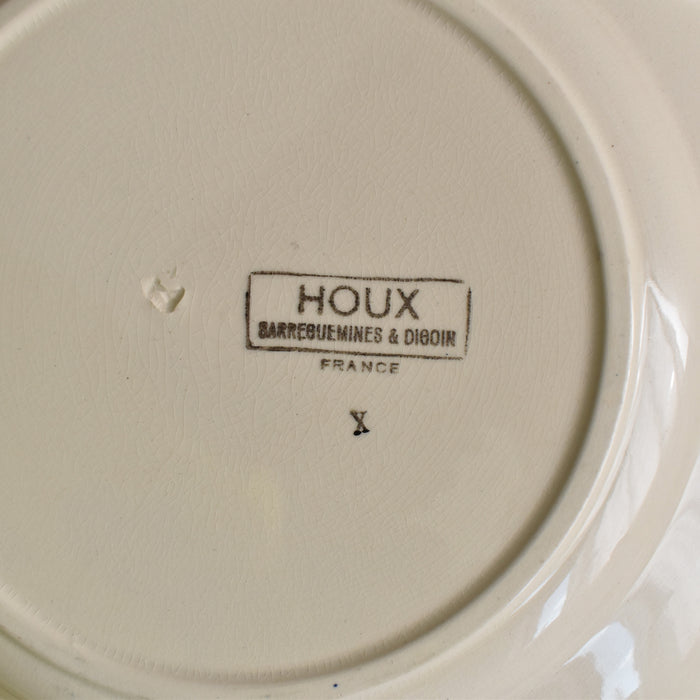 HOUX
SARREGUEMINES & DIGOIN
FRANCE
X